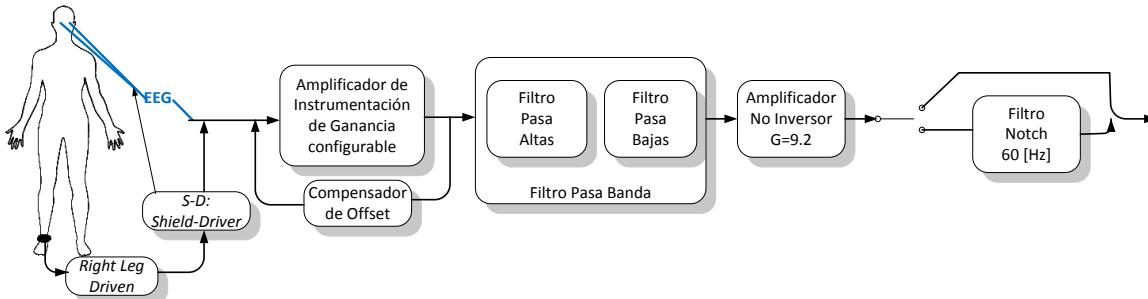 EEG
Amplificador de
Instrumentación
de Ganancia
configurable
Compensador
de Offset
S-D:
Shield-Driver
Right Leg
Driven
Filtro
Pasa
Altas
Filtro
Pasa
Bajas
Filtro Pasa Banda
Amplificador
No Inversor
G=9.2
Filtro
Notch
60 [Hz]